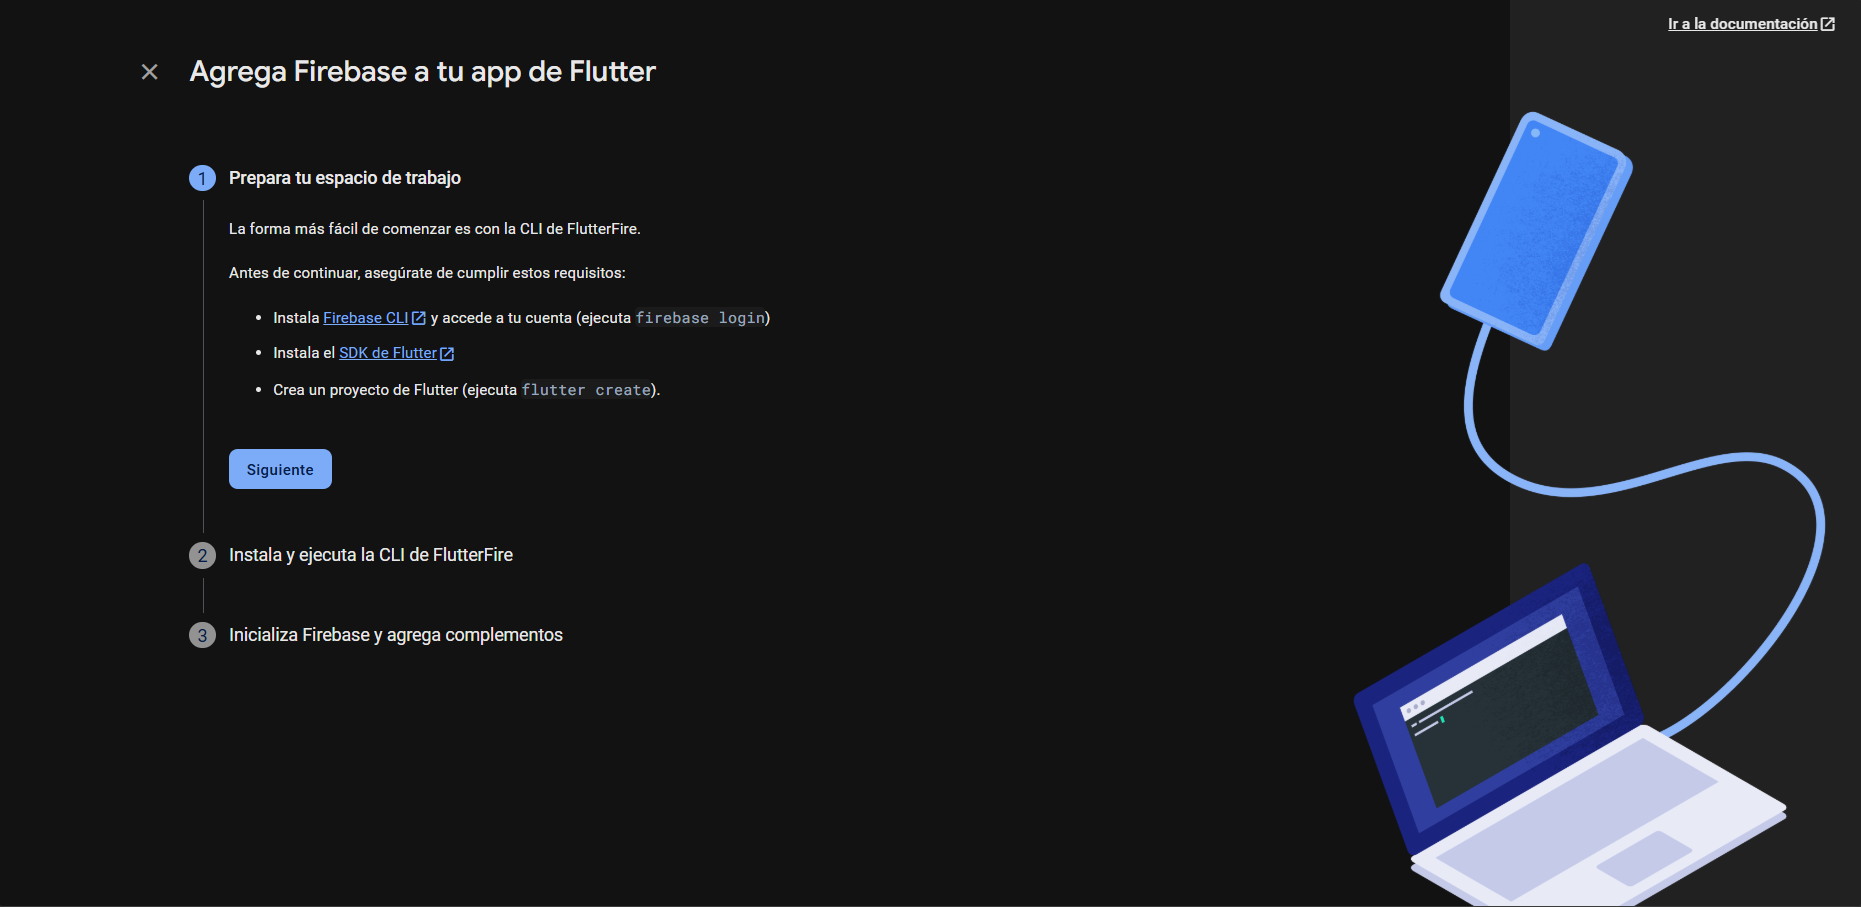 Ir a la documentación
Agrega Firebase a tu app de Flutter
1 Prepara tu espacio de trabajo
La forma más fácil de comenzar es con la CLI de FlutterFire.
Antes de continuar, asegúrate de cumplir estos requisitos:
• Instala Firebase CLI y accede a tu cuenta (ejecuta firebase login)
• Instala el SDK de Flutter
• Crea un proyecto de Flutter (ejecuta flutter create).
Siguiente
2 Instala y ejecuta la CLI de FlutterFire
3 Inicializa Firebase y agrega complementos